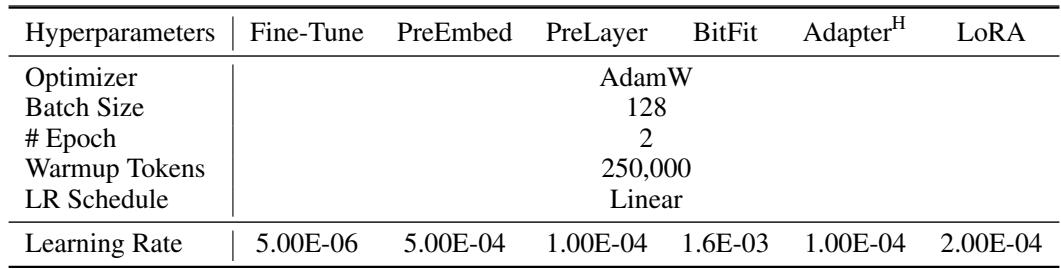 Hyperparameters Fine-Tune PreEmbed PreLayer BitFit Adapter^H LoRA
Optimizer AdamW
Batch Size 128
# Epoch 2
Warmup Tokens 250,000
LR Schedule Linear
Learning Rate 5.00E-06 5.00E-04 1.00E-04 1.6E-03 1.00E-04 2.00E-04